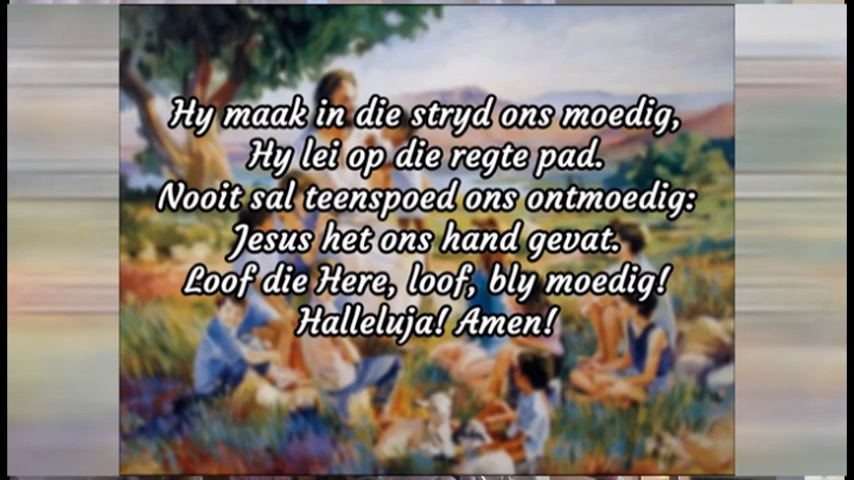 Hy maak in die stryd ons moedig,
Hy lei op die regte pad.
Nooit sal teenspoed ons ontmoedig:
Jesus het ons hand gevat.
Loof die Here, loof, bly moedig!
Halleluja! Amen!